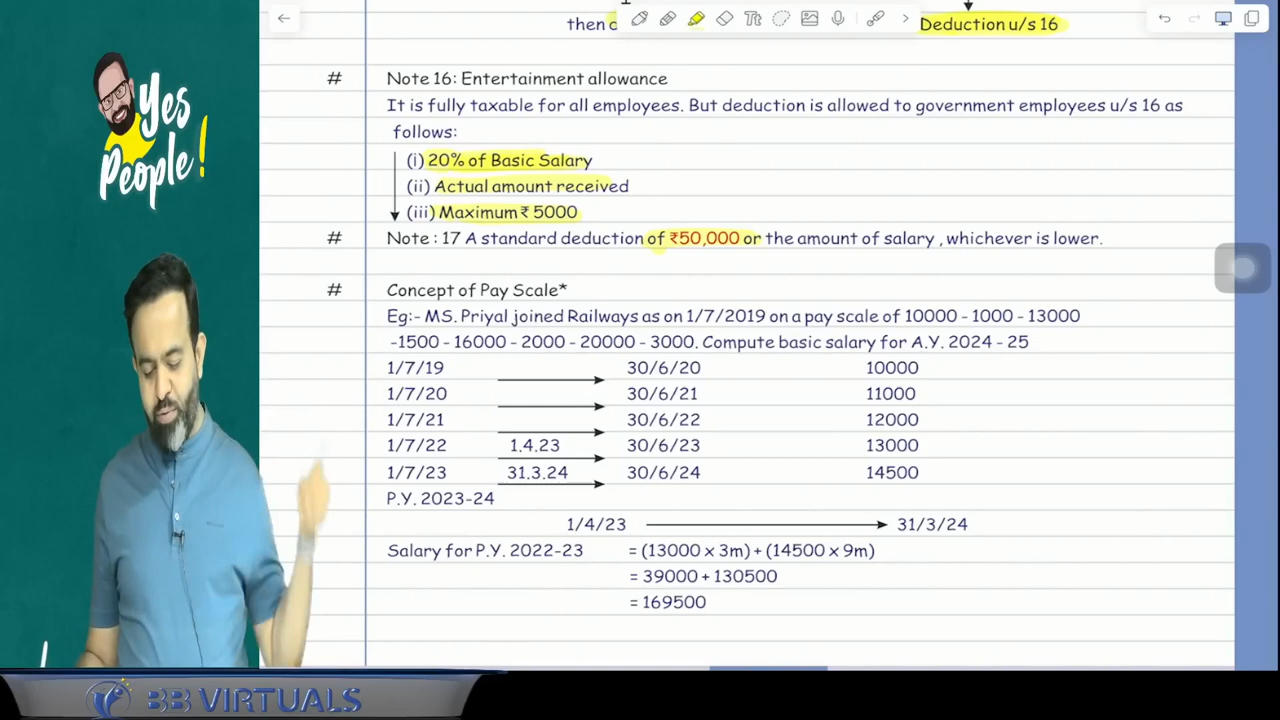 then
Deduction u/s 16
Yes
People!
# Note 16: Entertainment allowance
It is fully taxable for all employees. But deduction is allowed to government employees u/s 16 as
follows:
(i) 20% of Basic Salary
(ii) Actual amount received
(iii) Maximum ₹ 5000
# Note : 17 A standard deduction of ₹50,000 or the amount of salary , whichever is lower.
# Concept of Pay Scale*
Eg:- MS. Priyal joined Railways as on 1/7/2019 on a pay scale of 10000 - 1000 - 13000
-1500 - 16000 - 2000 - 20000 - 3000. Compute basic salary for A.Y. 2024 - 25
1/7/19 30/6/20 10000
1/7/20 30/6/21 11000
1/7/21 30/6/22 12000
1/7/22 1.4.23 30/6/23 13000
1/7/23 31.3.24 30/6/24 14500
P.Y. 2023-24
1/4/23 31/3/24
Salary for P.Y. 2022-23 = (13000 x 3m) + (14500 x 9m)
= 39000 + 130500
= 169500
BB VIRTUALS